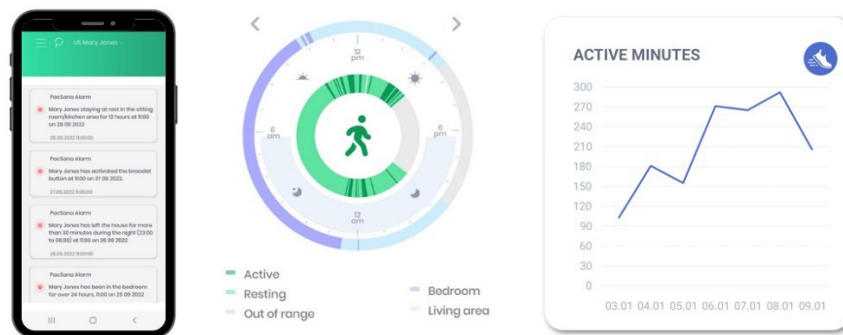 US Mary Jones
PacSana Alarm
Mary Jones staying at rest in the sitting
room/kitchen area for 12 hours at 11:00
on 28 09 2022
28.09.2022 11:00:00
PacSana Alarm
Mary Jones has activated the bracelet
button at 11:00 on 27 09 2022.
27.09.2022 11:00:00
PacSana Alarm
Mary Jones has left the house for more
than 30 minutes during the night (23:00
to 06:00) at 11:00 on 26 09 2022
26.09.2022 11:00:00
PacSana Alarm
Mary Jones has been in the bedroom
for over 24 hours, 11:00 on 25 09 2022
12
pm
6
am
6
pm
12
am
Active
Resting
Out of range
Bedroom
Living area
ACTIVE MINUTES
300
270
240
210
180
150
120
90
60
30
0
03.01 04.01 05.01 06.01 07.01 08.01 09.01